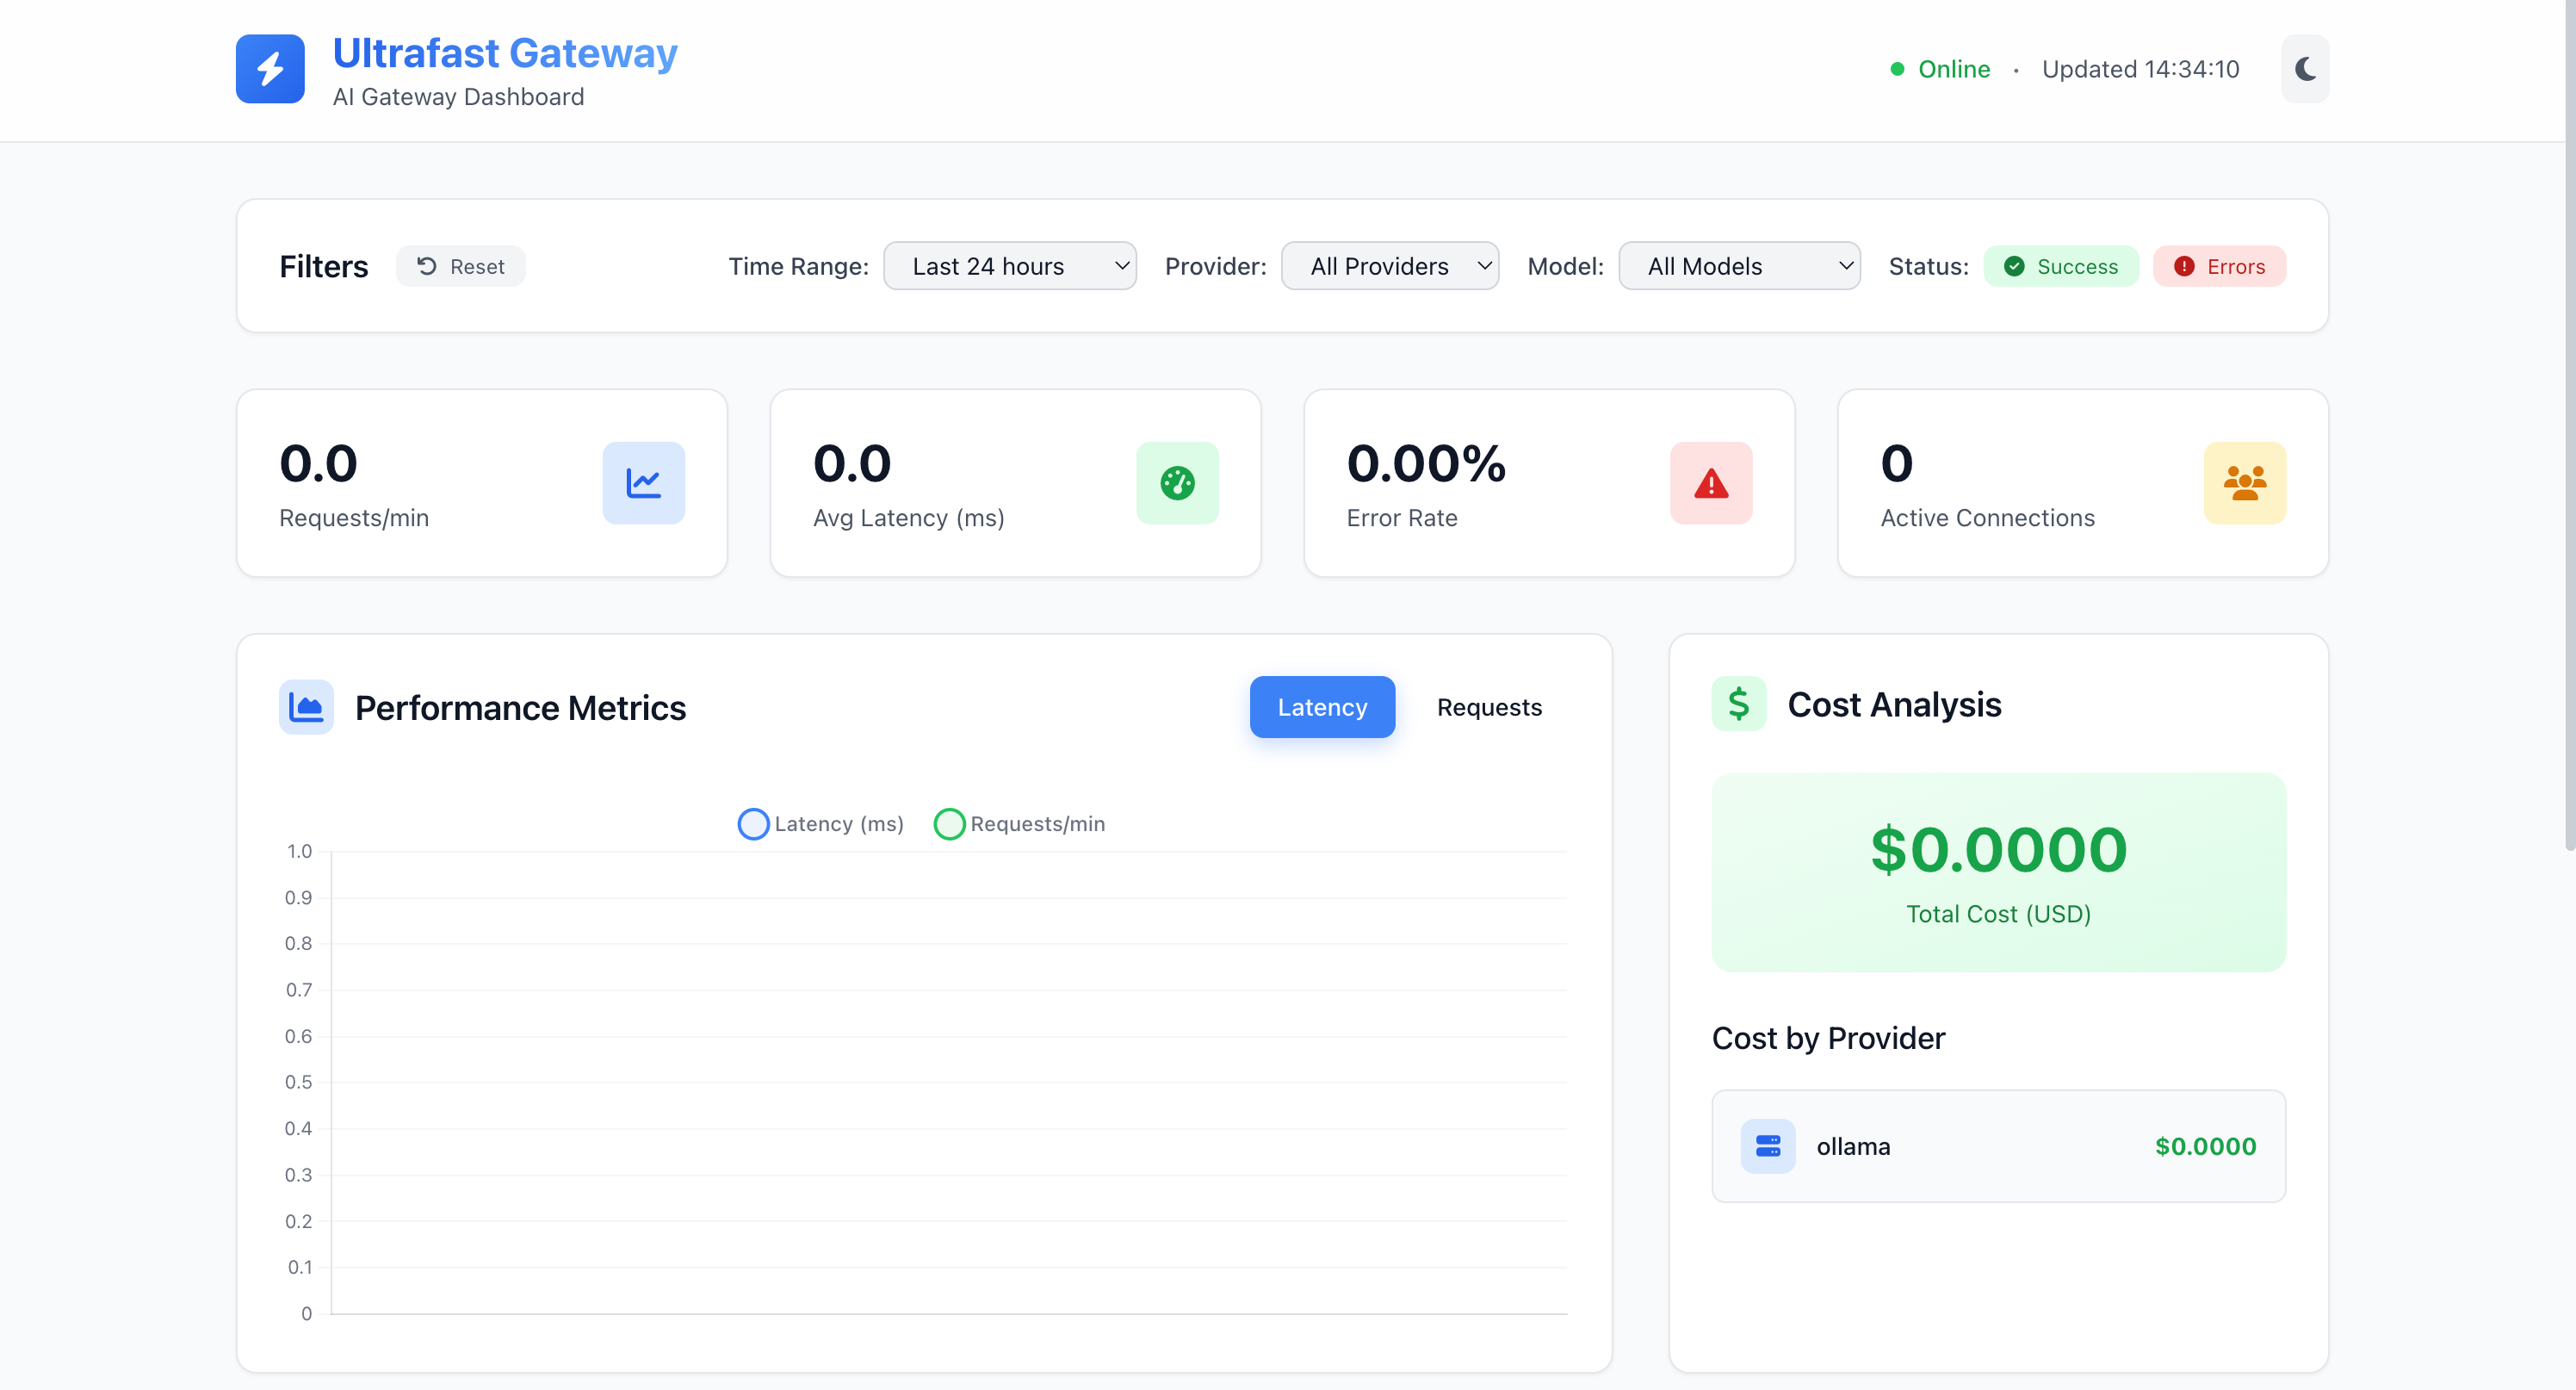 Ultrafast Gateway
AI Gateway Dashboard
Online · Updated 14:34:10
Filters Reset Time Range: Last 24 hours Provider: All Providers Model: All Models Status: Success Errors
0.0
Requests/min
0.0
Avg Latency (ms)
0.00%
Error Rate
0
Active Connections
Performance Metrics Latency Requests
Latency (ms) Requests/min
1.0
0.9
0.8
0.7
0.6
0.5
0.4
0.3
0.2
0.1
0
Cost Analysis
$0.0000
Total Cost (USD)
Cost by Provider
ollama $0.0000